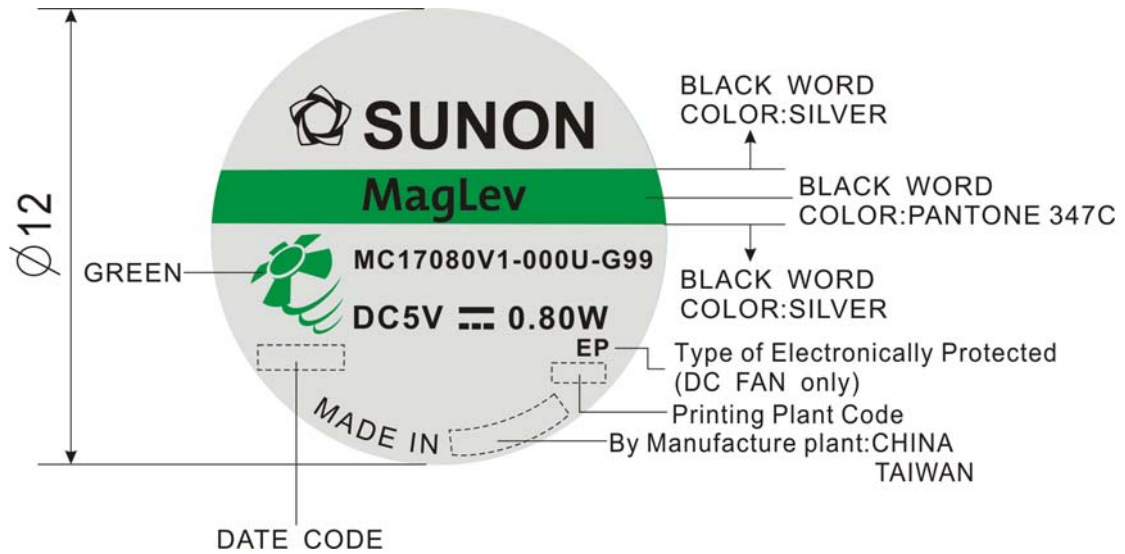 BLACK WORD
COLOR:SILVER
SUNON
MagLev
BLACK WORD
COLOR:PANTONE 347C
Ø12
GREEN
MC17080V1-000U-G99
BLACK WORD
COLOR:SILVER
DC5V ⎓ 0.80W
EP
Type of Electronically Protected
(DC FAN only)
Printing Plant Code
MADE IN
By Manufacture plant:CHINA
TAIWAN
DATE CODE